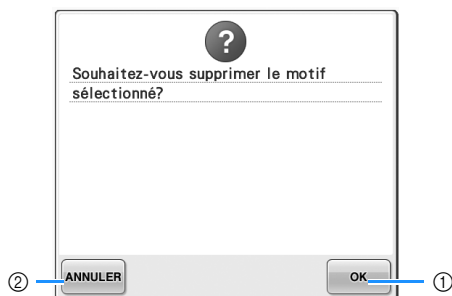 ?
Souhaitez-vous supprimer le motif
sélectionné?
② ANNULER OK ①